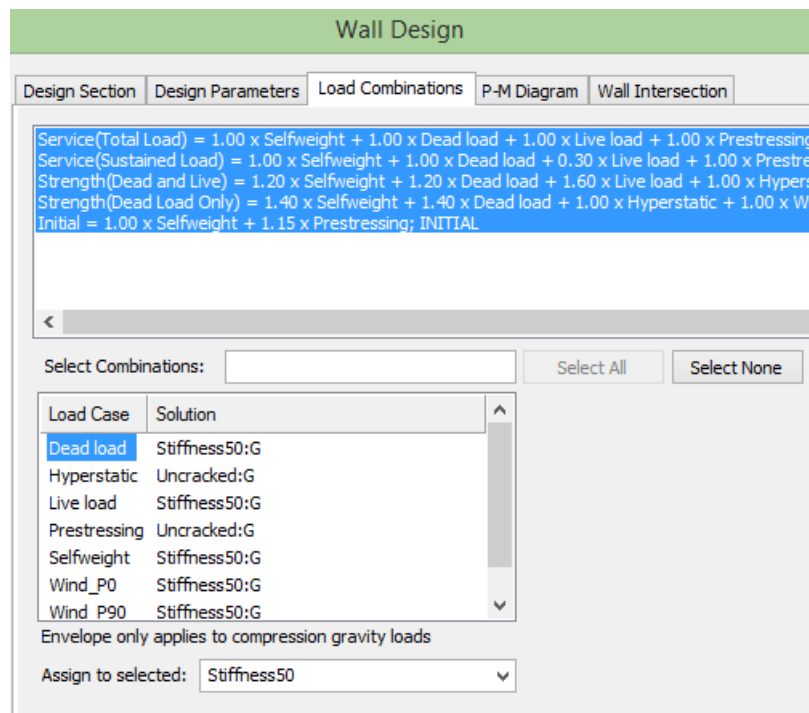 Wall Design
Design Section Design Parameters Load Combinations P-M Diagram Wall Intersection
Service(Total Load) = 1.00 x Selfweight + 1.00 x Dead load + 1.00 x Live load + 1.00 x Prestressing
Service(Sustained Load) = 1.00 x Selfweight + 1.00 x Dead load + 0.30 x Live load + 1.00 x Prestre
Strength(Dead and Live) = 1.20 x Selfweight + 1.20 x Dead load + 1.60 x Live load + 1.00 x Hypers
Strength(Dead Load Only) = 1.40 x Selfweight + 1.40 x Dead load + 1.00 x Hyperstatic + 1.00 x W
Initial = 1.00 x Selfweight + 1.15 x Prestressing; INITIAL
Select Combinations: Select All Select None
Load Case Solution
Dead load Stiffness50:G
Hyperstatic Uncracked:G
Live load Stiffness50:G
Prestressing Uncracked:G
Selfweight Stiffness50:G
Wind_P0 Stiffness50:G
Wind_P90 Stiffness50:G
Envelope only applies to compression gravity loads
Assign to selected: Stiffness50